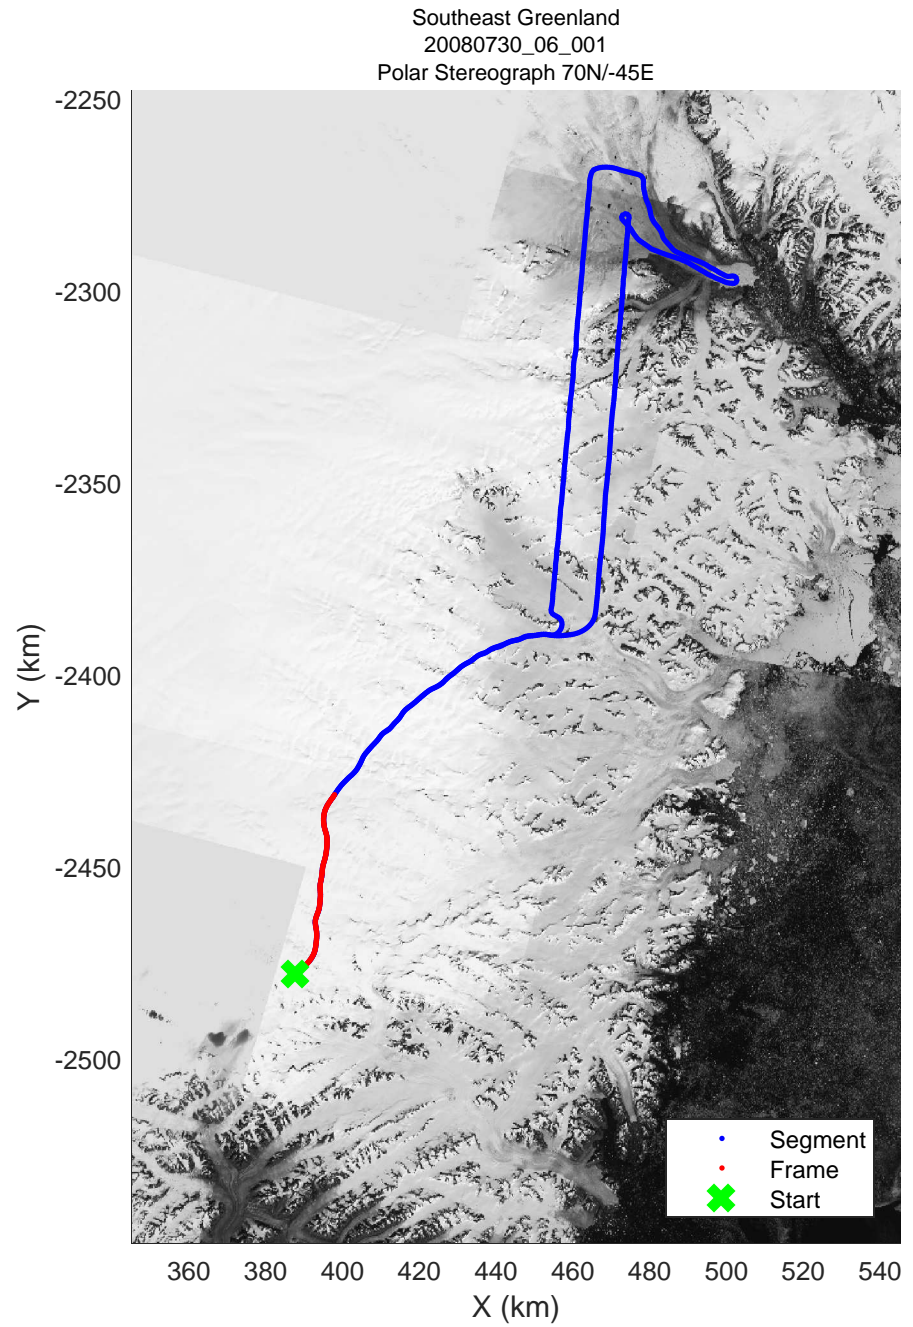 Southeast Greenland
20080730_06_001
Polar Stereograph 70N/-45E
-2250
-2300
-2350
-2400
-2450
-2500
Y (km)
Segment
Frame
Start
360 380 400 420 440 460 480 500 520 540
X (km)